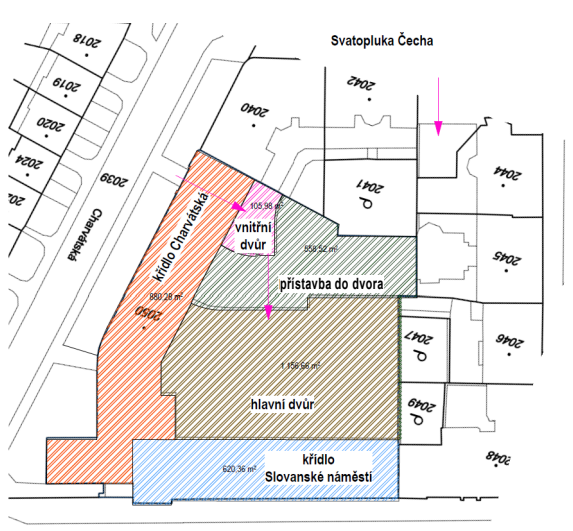 Svatopluka Čecha
2018
2019
2020
2024
2039
2040
2042
2041
2044
2045
2046
2047
2049
2048
2050
Charvátská
křídlo Charvátská
880,28 m²
105,98 m²
vnitřní
dvůr
558,52 m²
přístavba do dvora
1 156,66 m²
hlavní dvůr
620,36 m²
křídlo
Slovanské náměstí